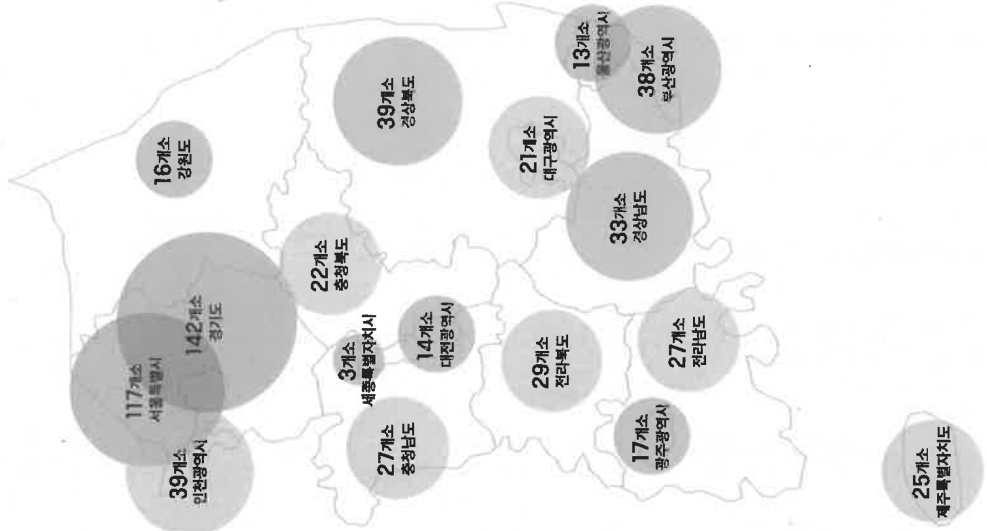 39개소
인천광역시
117개소
서울특별시
142개소
경기도
16개소
강원도
27개소
충청남도
3개소
세종특별자치시
14개소
대전광역시
22개소
충청북도
39개소
경상북도
29개소
전라북도
21개소
대구광역시
13개소
울산광역시
17개소
광주광역시
27개소
전라남도
33개소
경상남도
38개소
부산광역시
25개소
제주특별자치도